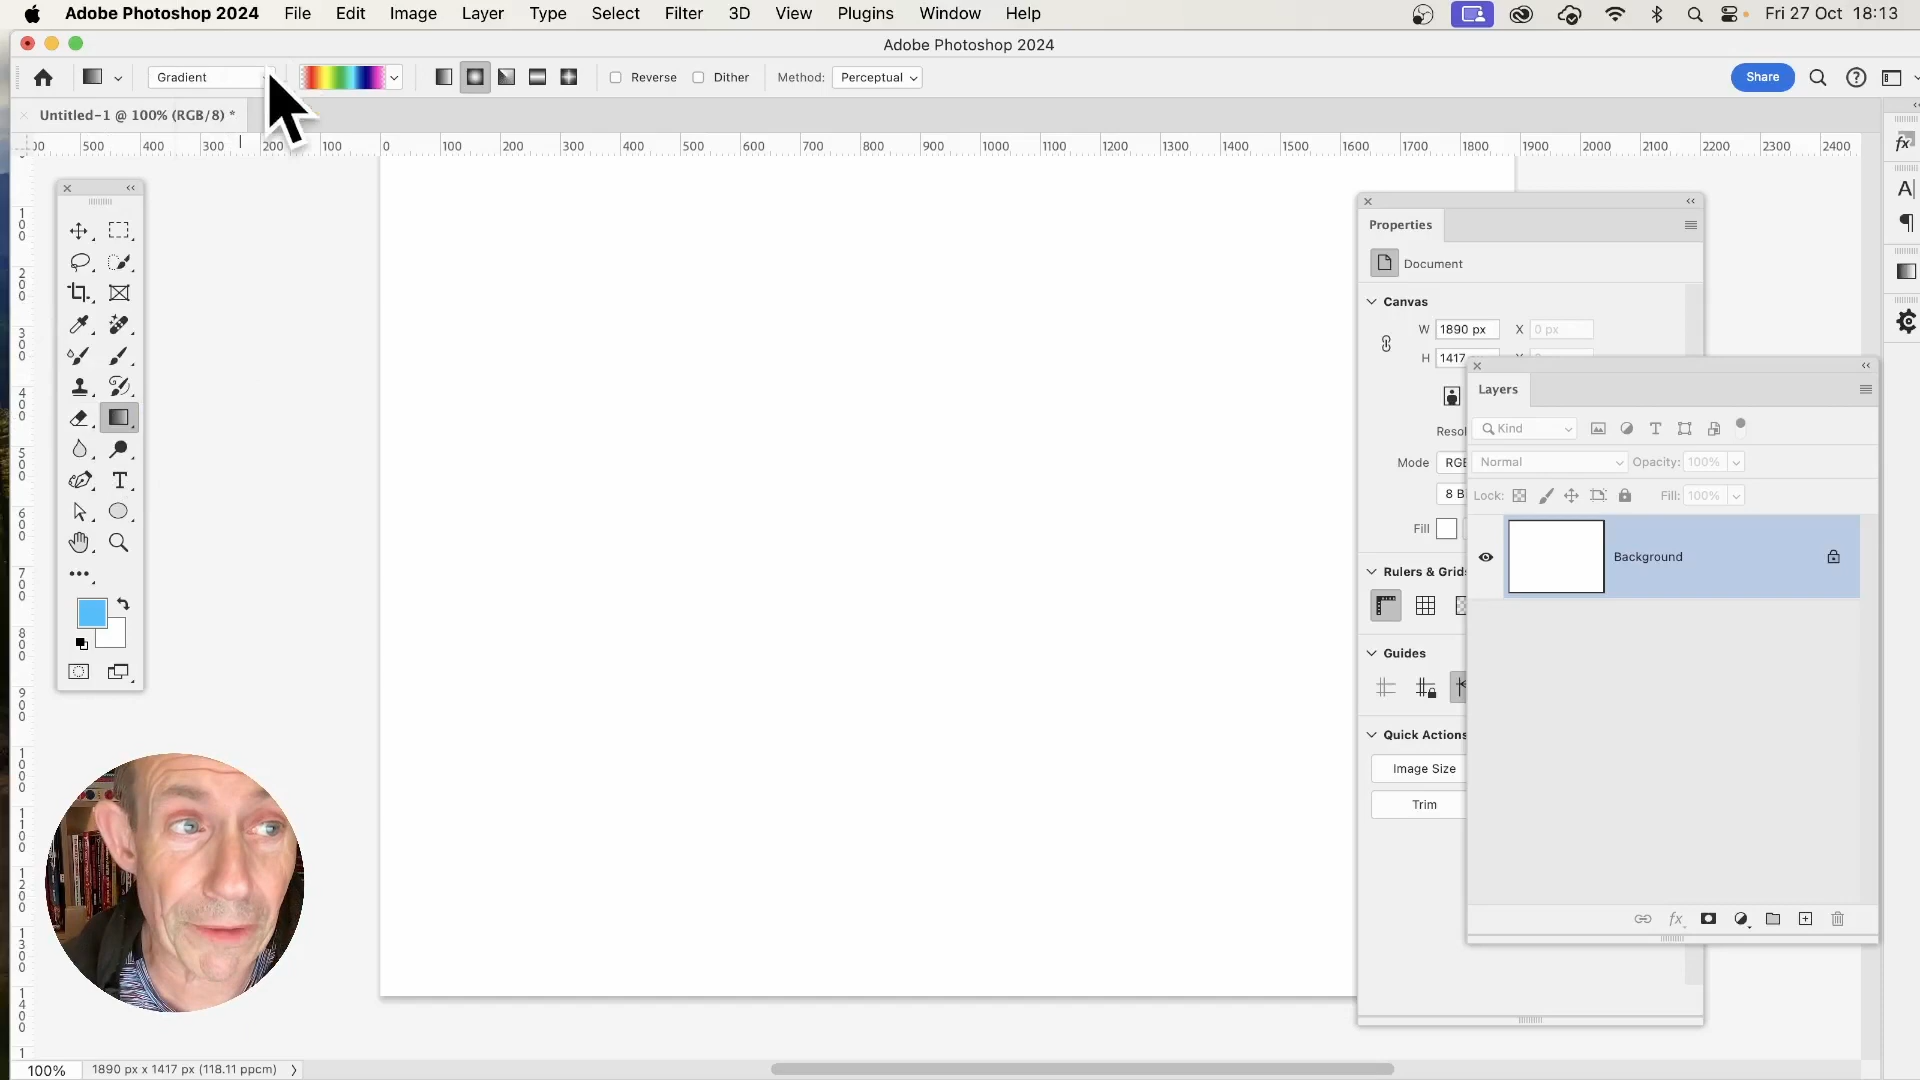 Adobe Photoshop 2024 File Edit Image Layer Type Select Filter 3D View Plugins Window Help Fri 27 Oct 18:13
Adobe Photoshop 2024
Gradient Reverse Dither Method: Perceptual Share
Untitled-1 @ 100% (RGB/8) *
500 400 300 200 100 0 100 200 300 400 500 600 700 800 900 1000 1100 1200 1300 1400 1500 1600 1700 1800 1900 2000 2100 2200 2300 2400
100
200
300
400
500
600
700
800
900
1000
1100
1200
1300
1400
Properties
Document
Canvas
W 1890 px X 0 px
H 1417
Resol
Mode RGB
8 B
Fill
Rulers & Grids
Guides
Quick Actions
Image Size
Trim
Layers
Kind
Normal Opacity: 100%
Lock: Fill: 100%
Background
fx
100% 1890 px x 1417 px (118.11 ppcm)